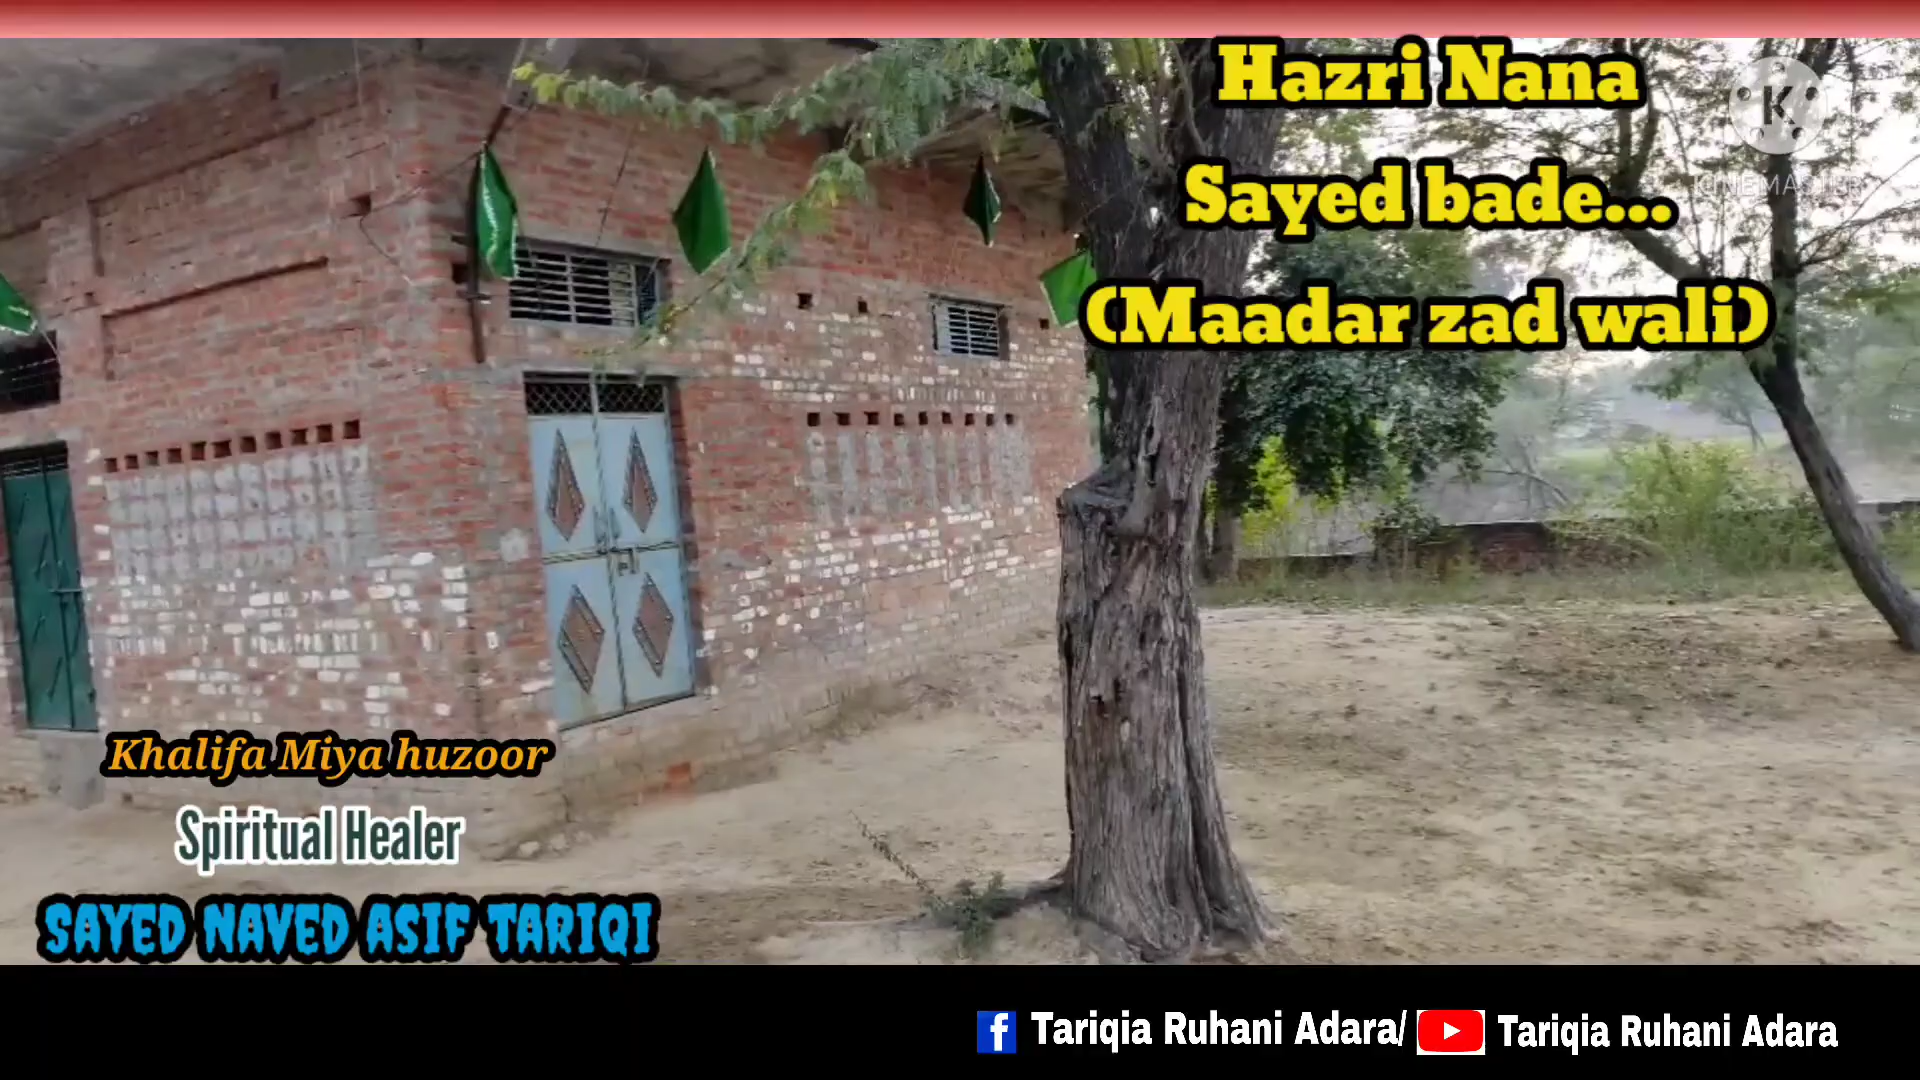 Hazri Nana
Sayed bade...
(Maadar zad wali)
KINEMASTER
Khalifa Miya huzoor
Spiritual Healer
SAYED NAVED ASIF TARIQI
Tariqia Ruhani Adara/ Tariqia Ruhani Adara